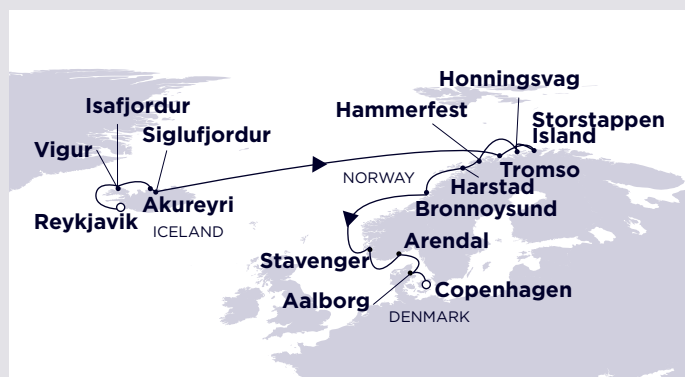 Honningsvag
Isafjordur
Hammerfest
Storstappen
Island
Siglufjordur
Vigur
Tromso
NORWAY
Harstad
Akureyri
Bronnoysund
Reykjavik
ICELAND
Arendal
Stavenger
Copenhagen
Aalborg
DENMARK